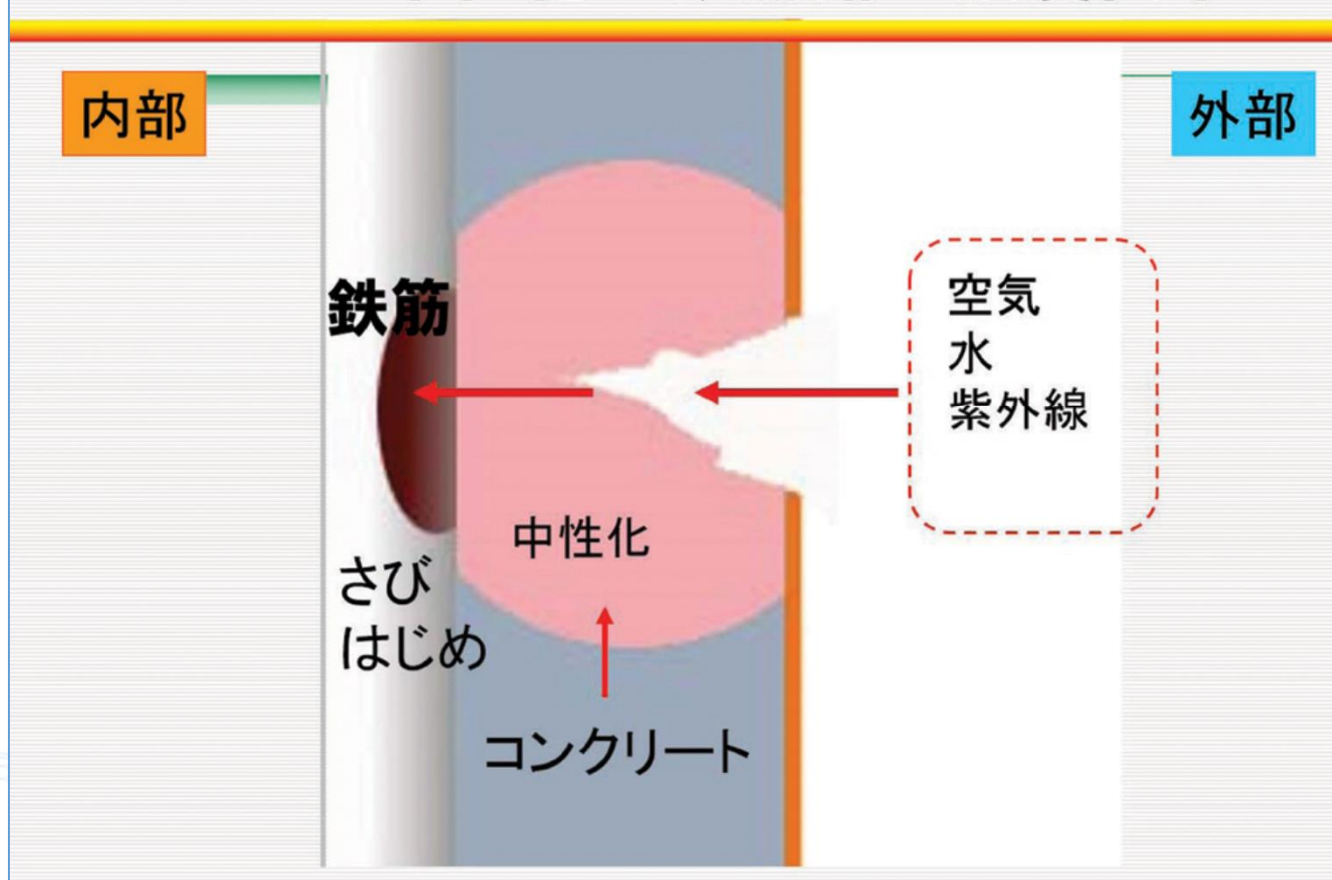 内部
外部
鉄筋
空気
水
紫外線
中性化
さび
はじめ
コンクリート